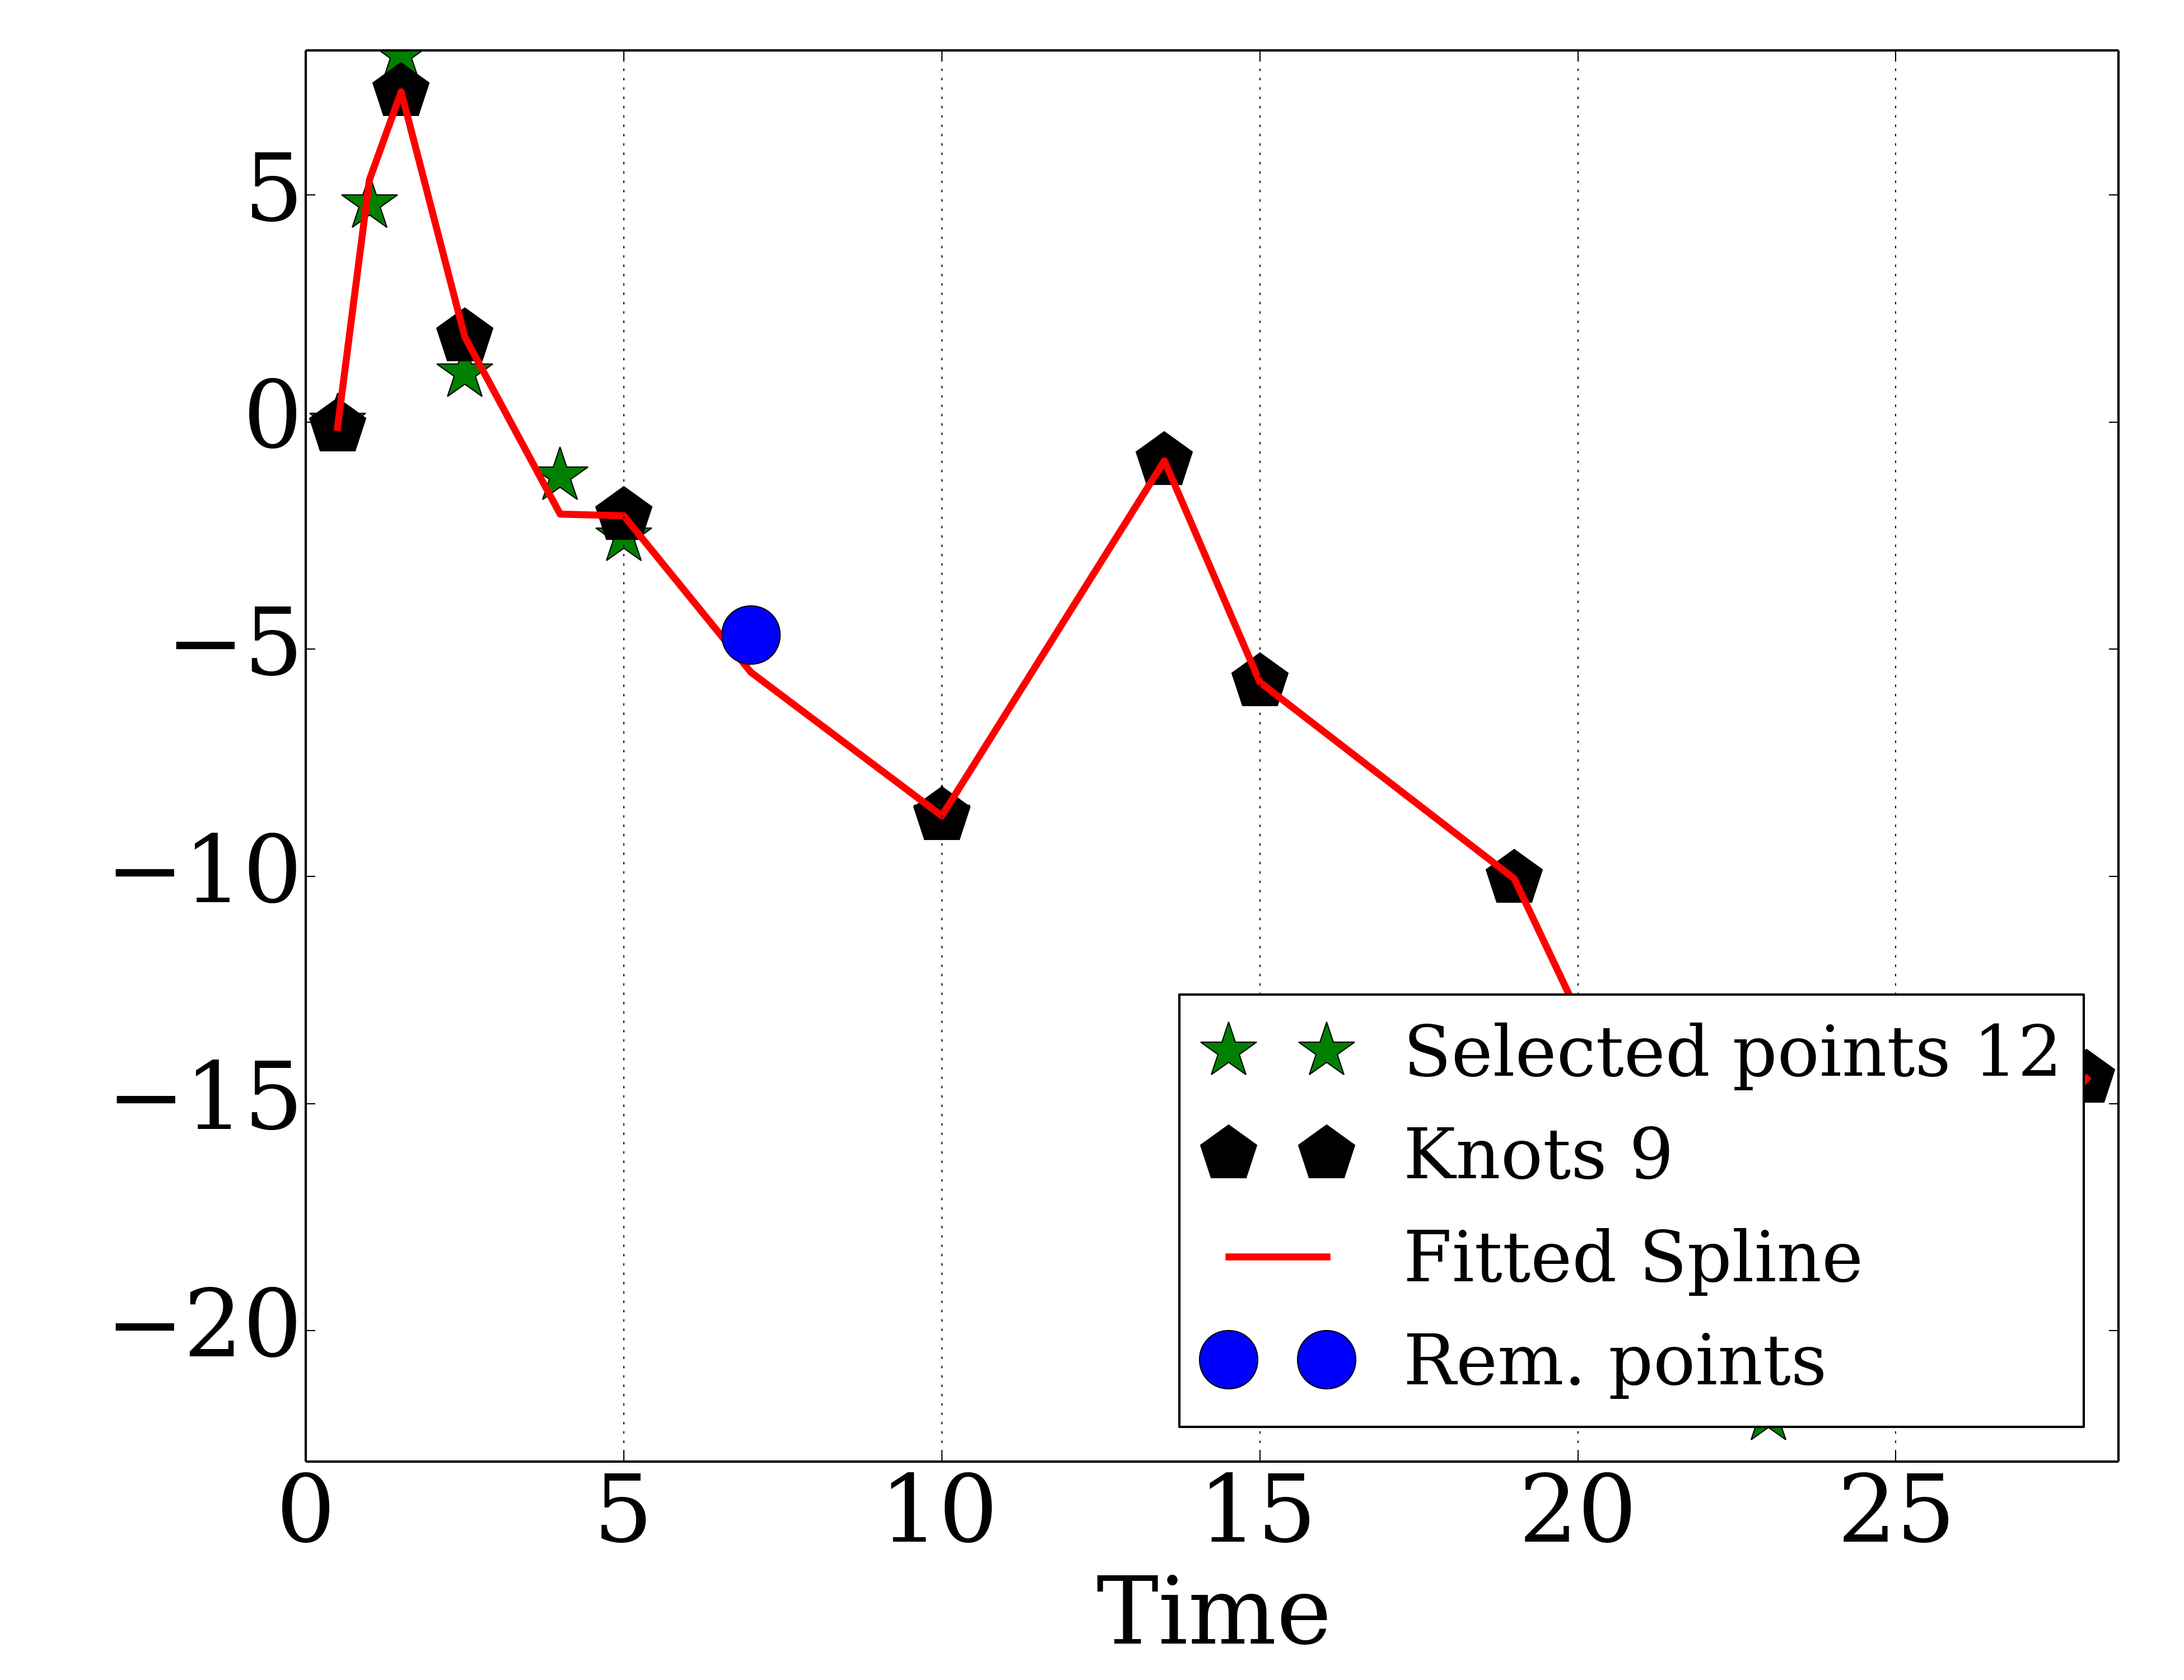 5
0
−5
−10
−15
−20
Selected points 12
Knots 9
Fitted Spline
Rem. points
0 5 10 15 20 25
Time